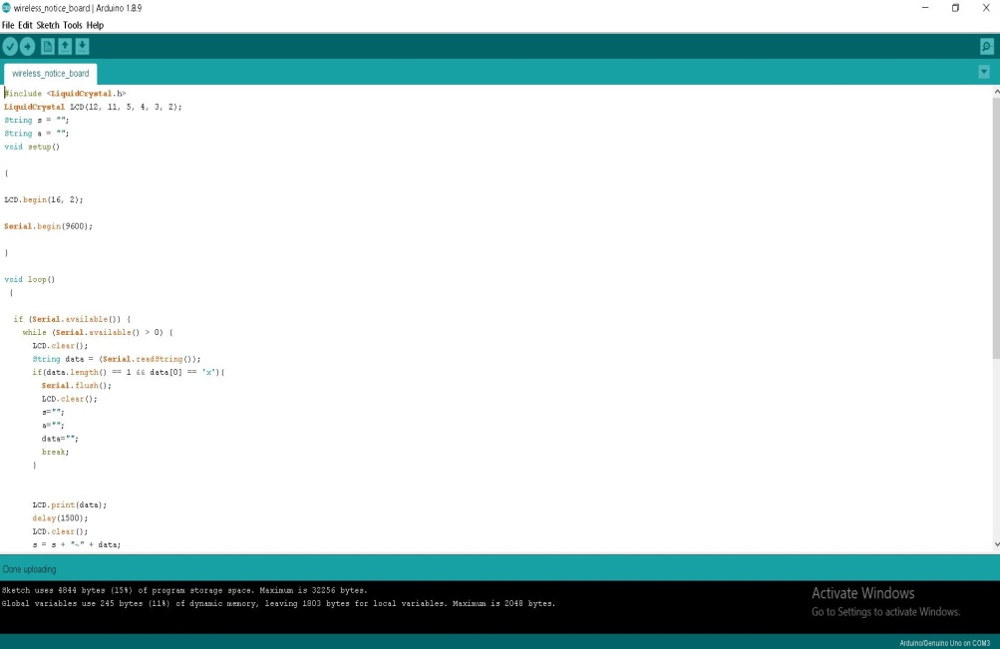 wireless_notice_board | Arduino 1.8.9
File Edit Sketch Tools Help
wireless_notice_board
#include <LiquidCrystal.h>
LiquidCrystal LCD(12, 11, 5, 4, 3, 2);
String s = "";
String a = "";
void setup()
{
LCD.begin(16, 2);
Serial.begin(9600);
}
void loop()
{
if (Serial.available()) {
while (Serial.available() > 0) {
LCD.clear();
String data = (Serial.readString());
if(data.length() == 1 && data[0] == 'x'){
Serial.flush();
LCD.clear();
s="";
a="";
data="";
break;
}
LCD.print(data);
delay(1500);
LCD.clear();
s = s + "~" + data;
Done uploading
Sketch uses 4844 bytes (15%) of program storage space. Maximum is 32256 bytes.
Global variables use 245 bytes (11%) of dynamic memory, leaving 1803 bytes for local variables. Maximum is 2048 bytes.
Activate Windows
Go to Settings to activate Windows.
Arduino/Genuino Uno on COM3